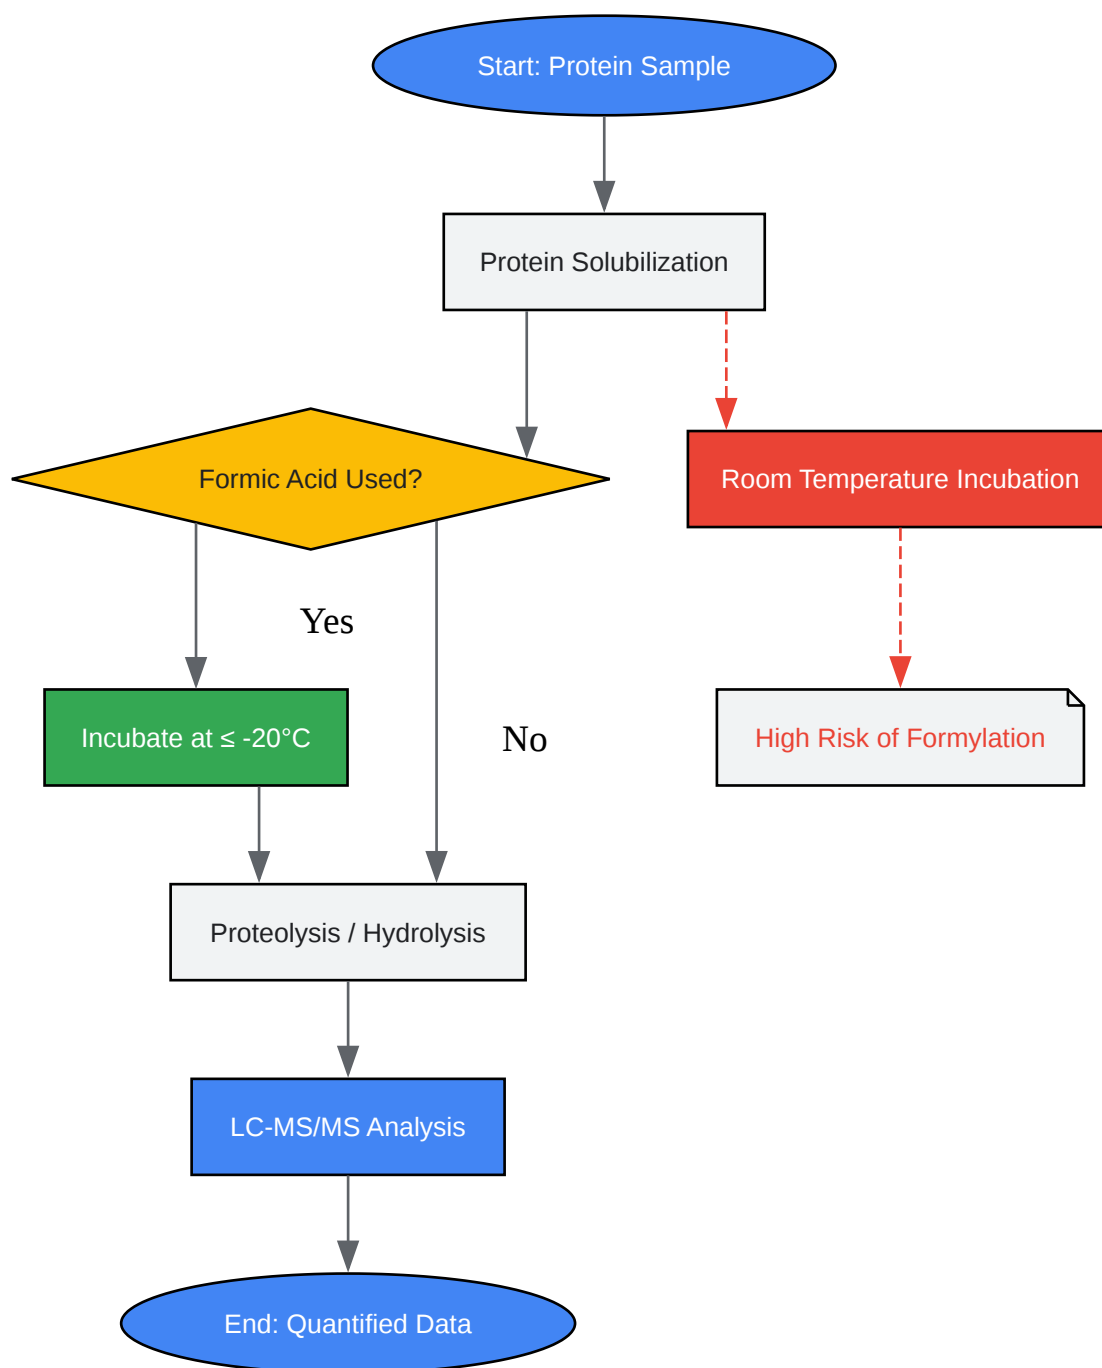 Start: Protein Sample
Protein Solubilization
Formic Acid Used?
Room Temperature Incubation
Yes
Incubate at ≤ -20°C
No
High Risk of Formylation
Proteolysis / Hydrolysis
LC-MS/MS Analysis
End: Quantified Data